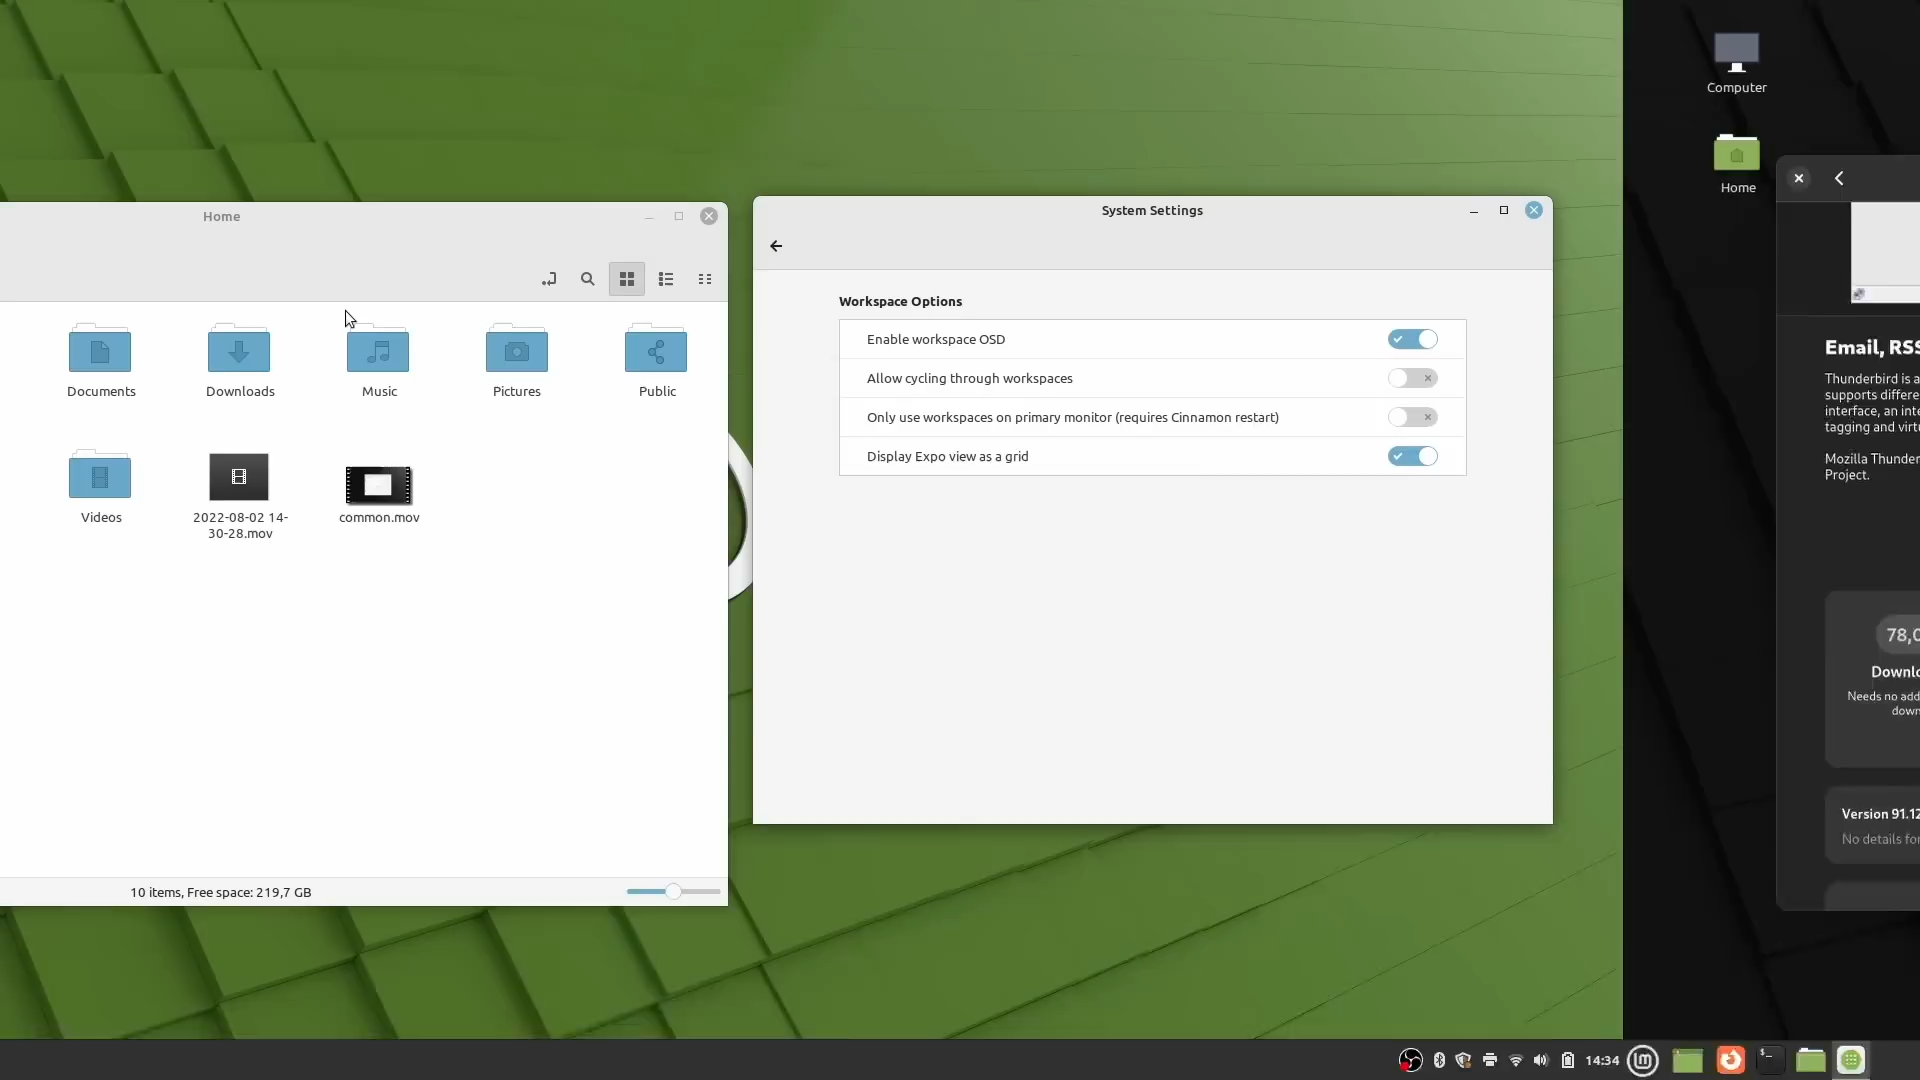 Home
Documents
Downloads
Music
Pictures
Public
Videos
2022-08-02 14-
30-28.mov
common.mov
10 items, Free space: 219,7 GB
System Settings
Workspace Options
Enable workspace OSD
Allow cycling through workspaces
Only use workspaces on primary monitor (requires Cinnamon restart)
Display Expo view as a grid
Computer
Home
Email, RSS
Thunderbird is a
supports differe
interface, an inte
tagging and virtu
Mozilla Thunder
Project.
78,0
Downlo
Needs no add
down
Version 91.12
No details for
14:34